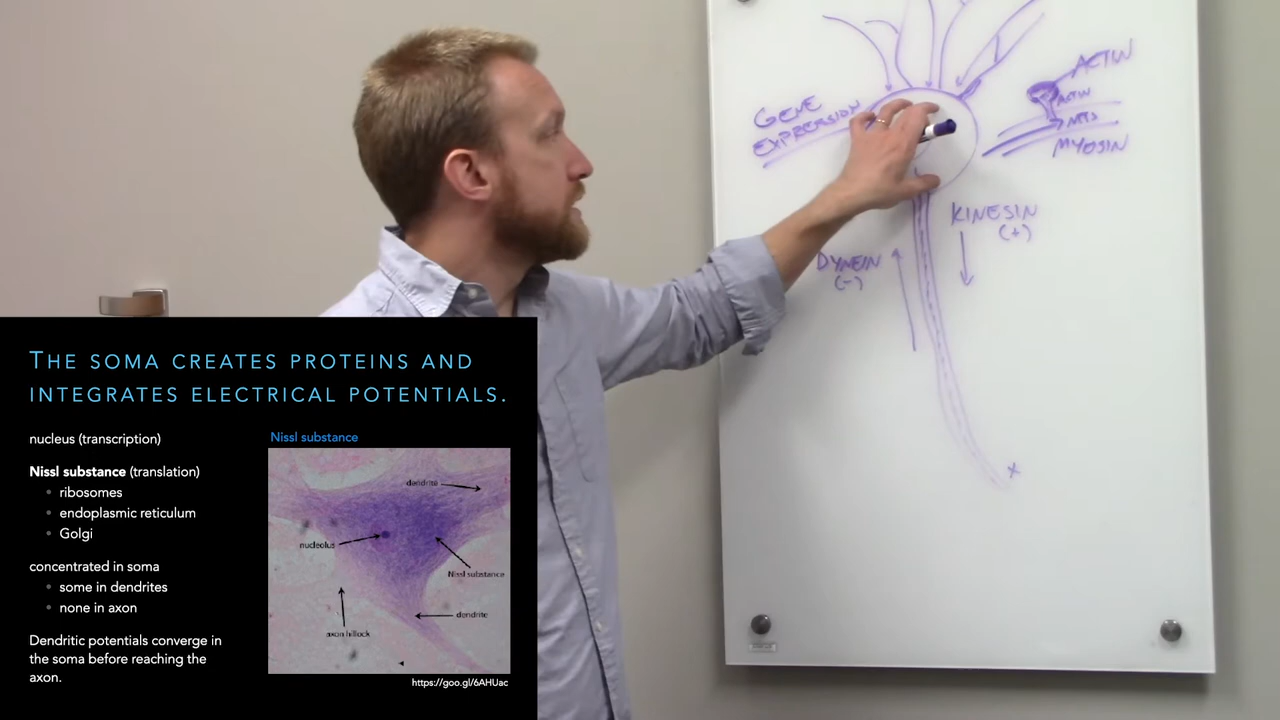 GENE
EXPRESSION
ACTIN
ACTIN
MTS
MYOSIN
KINESIN
(+)
DYNEIN
(-)
X
THE SOMA CREATES PROTEINS AND
INTEGRATES ELECTRICAL POTENTIALS.
nucleus (transcription)
Nissl substance (translation)
• ribosomes
• endoplasmic reticulum
• Golgi
concentrated in soma
• some in dendrites
• none in axon
Dendritic potentials converge in
the soma before reaching the
axon.
Nissl substance
dendrite
nucleolus
Nissl substance
dendrite
axon hillock
https://goo.gl/6AHUac